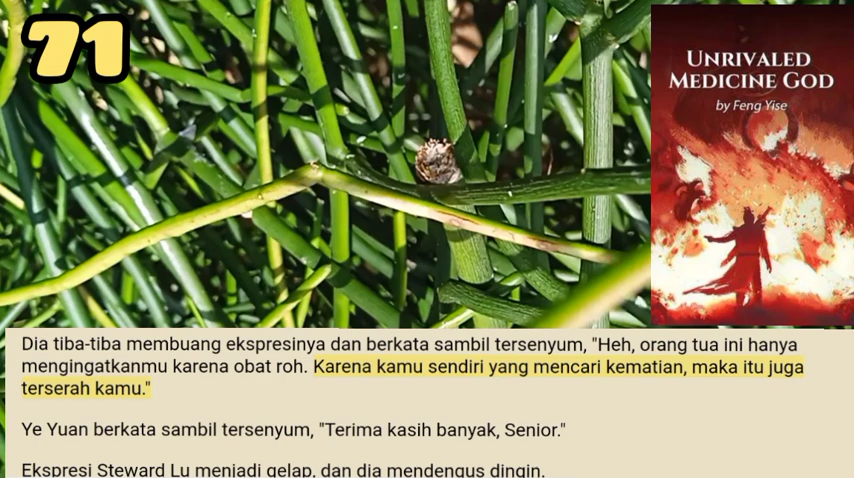 71
UNRIVALED
MEDICINE GOD
by Feng Yise
Dia tiba-tiba membuang ekspresinya dan berkata sambil tersenyum, "Heh, orang tua ini hanya
mengingatkanmu karena obat roh. Karena kamu sendiri yang mencari kematian, maka itu juga
terserah kamu."
Ye Yuan berkata sambil tersenyum, "Terima kasih banyak, Senior."
Ekspresi Steward Lu menjadi gelap, dan dia mendengus dingin.